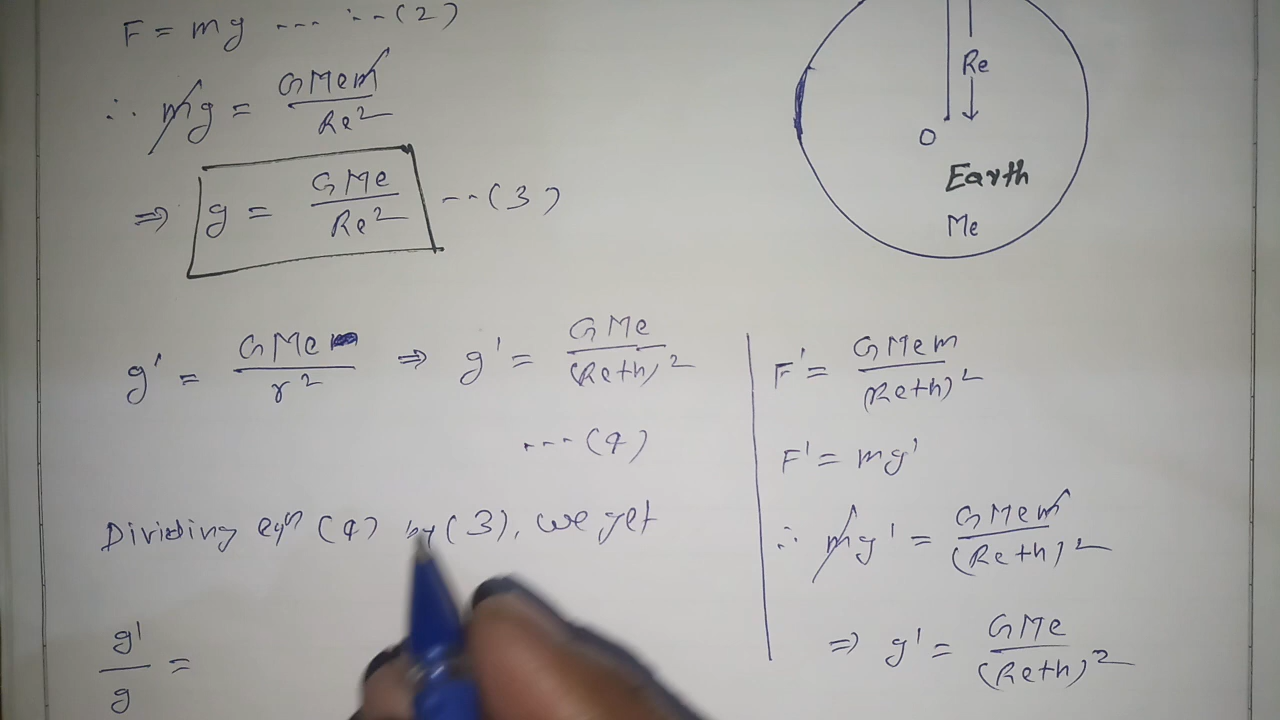 F = mg ---- --(2)
∴ mg = GMem/Re²
⇒ g = GMe/Re² --(3)
g' = GMe/r² ⇒ g' = GMe/(Re+h)²
---(4)
Dividing eqⁿ (4) by (3), we get
g'/g =
F' = GMem/(Re+h)²
F' = mg'
∴ mg' = GMem/(Re+h)²
⇒ g' = GMe/(Re+h)²
Re
O
Earth
Me